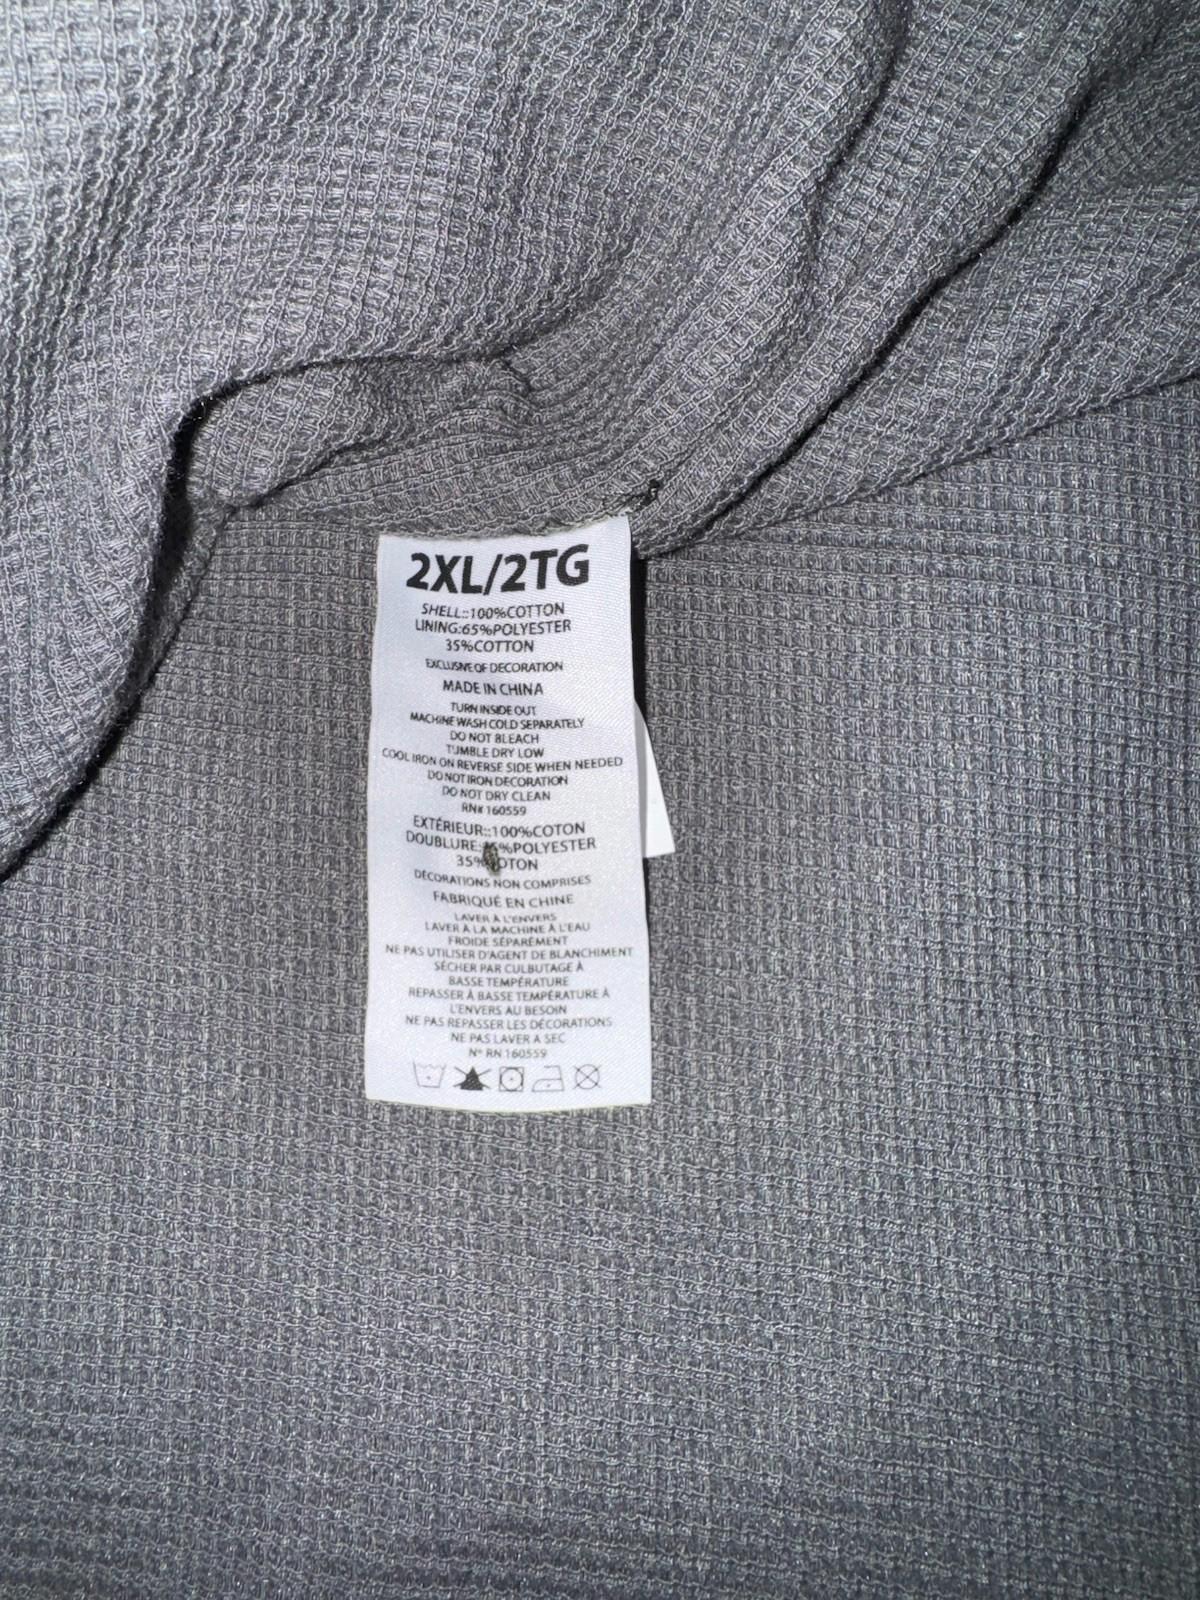 2XL/2TG
SHELL::100%COTTON
LINING:65%POLYESTER
35%COTTON
EXCLUSIVE OF DECORATION
MADE IN CHINA
TURN INSIDE OUT
MACHINE WASH COLD SEPARATELY
DO NOT BLEACH
TUMBLE DRY LOW
COOL IRON ON REVERSE SIDE WHEN NEEDED
DO NOT IRON DECORATION
DO NOT DRY CLEAN
RN# 160559
EXTÉRIEUR::100%COTON
DOUBLURE: %POLYESTER
35% OTON
DÉCORATIONS NON COMPRISES
FABRIQUÉ EN CHINE
LAVER À L'ENVERS
LAVER À LA MACHINE À L'EAU
FROIDE SÉPARÉMENT
NE PAS UTILISER D'AGENT DE BLANCHIMENT
SÉCHER PAR CULBUTAGE À
BASSE TEMPÉRATURE
REPASSER À BASSE TEMPÉRATURE À
L'ENVERS AU BESOIN
NE PAS REPASSER LES DÉCORATIONS
NE PAS LAVER A SEC
N° RN 160559